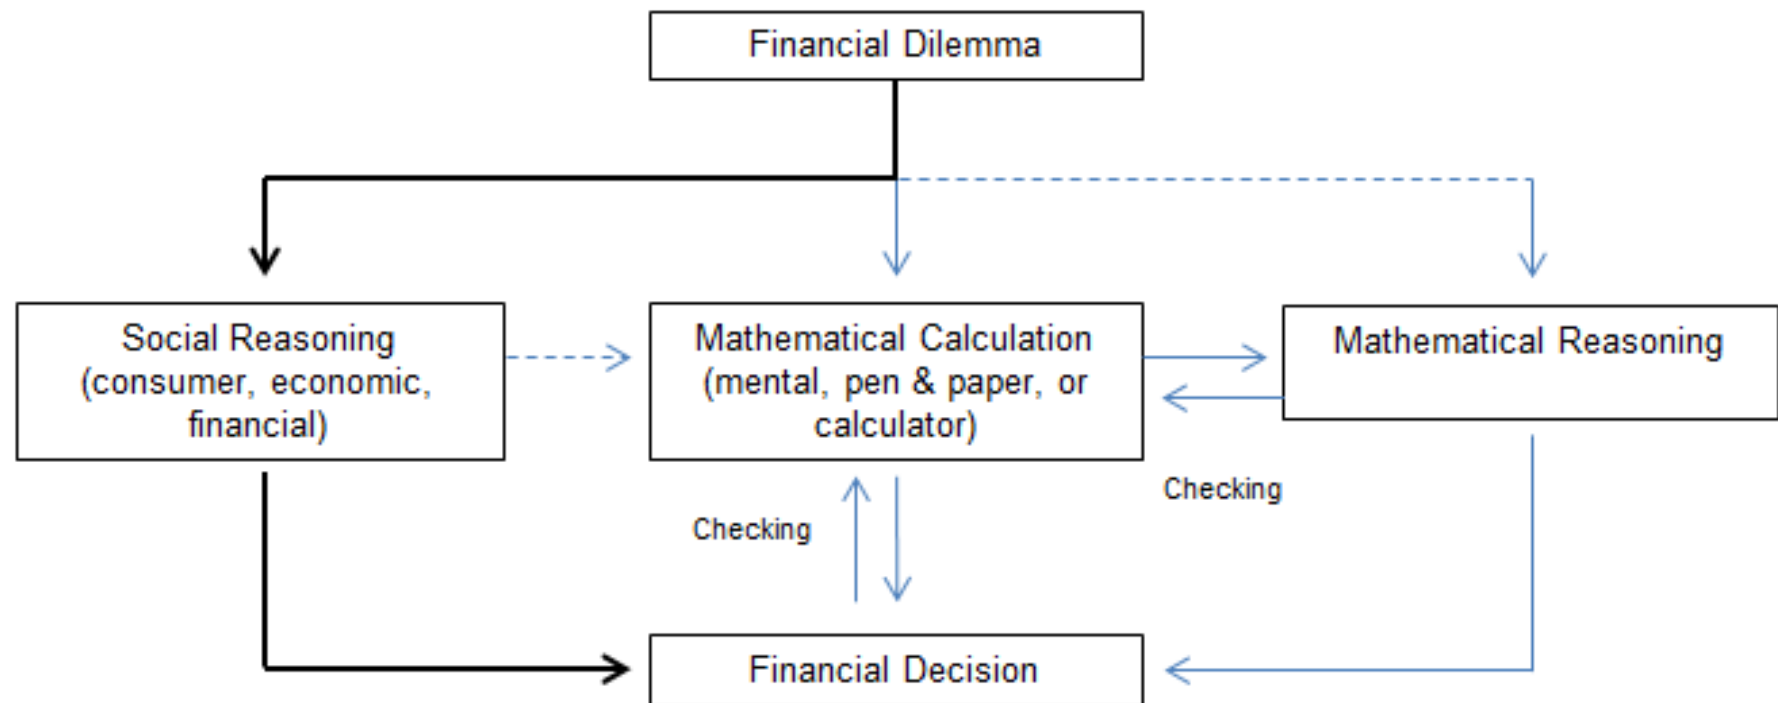 Financial Dilemma
Social Reasoning
(consumer, economic,
financial)
Mathematical Calculation
(mental, pen & paper, or
calculator)
Mathematical Reasoning
Checking
Checking
Financial Decision